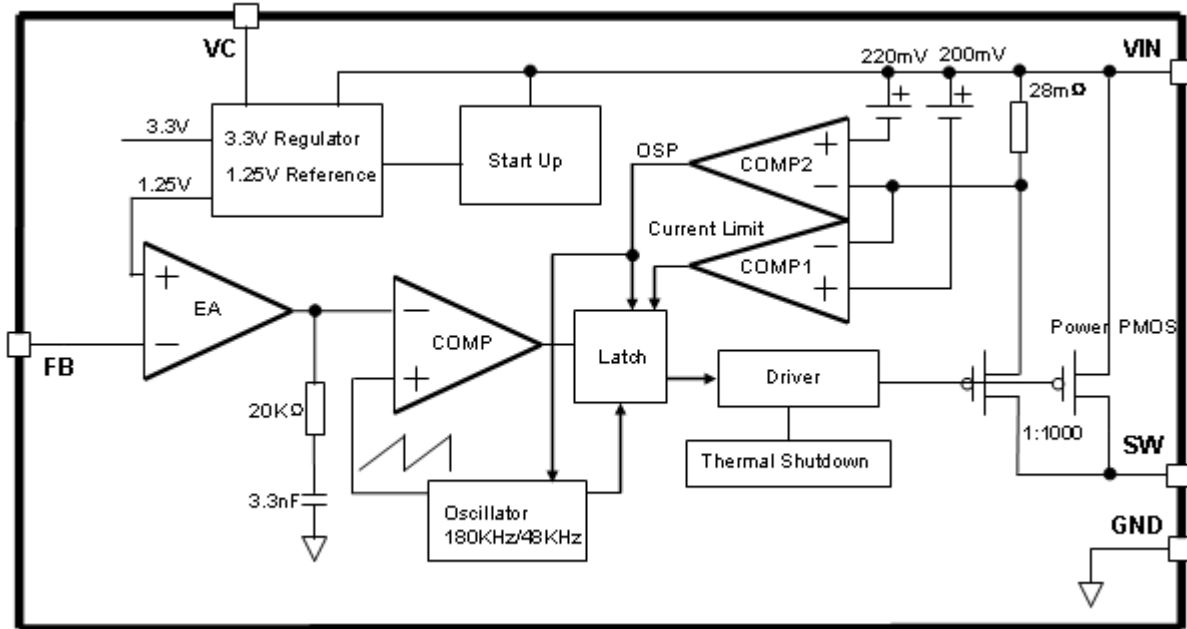 VC
VIN
220mV 200mV
28mΩ
3.3V
3.3V Regulator
1.25V Reference
Start Up
OSP
+
+
+
COMP2
−
1.25V
Current Limit
−
COMP1
+
+
EA
−
−
COMP
+
FB
Latch
Power PMOS
Driver
20KΩ
1:1000
Thermal Shutdown
SW
3.3nF
Oscillator
180KHz/48KHz
GND